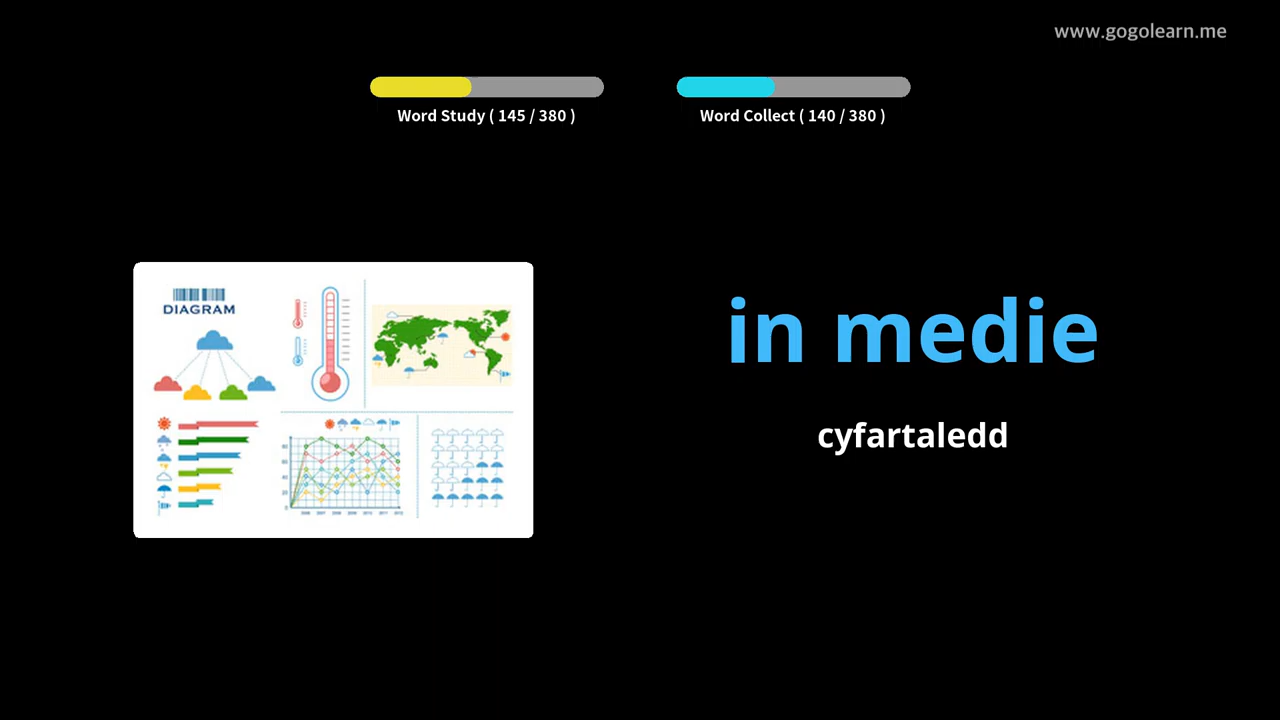 www.gogolearn.me
Word Study ( 145 / 380 )
Word Collect ( 140 / 380 )
DIAGRAM
in medie
cyfartaledd